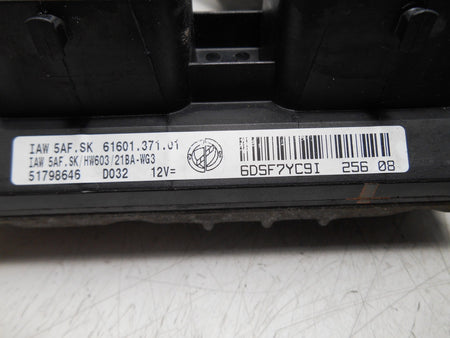 IAW 5AF.SK 61601.371.01
IAW 5AF.SK/HW603/21BA-WG3
51798646 D032 12V=
6DSF7YC9I 256 08